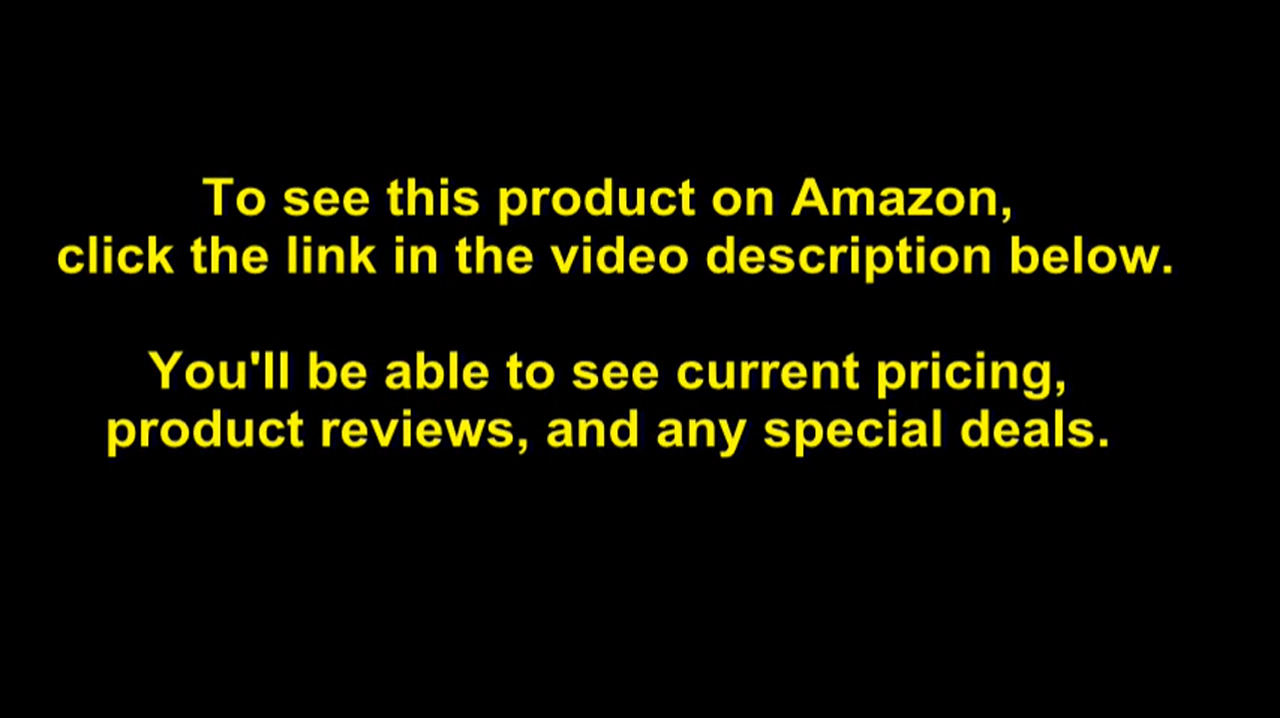 To see this product on Amazon,
click the link in the video description below.
You'll be able to see current pricing,
product reviews, and any special deals.